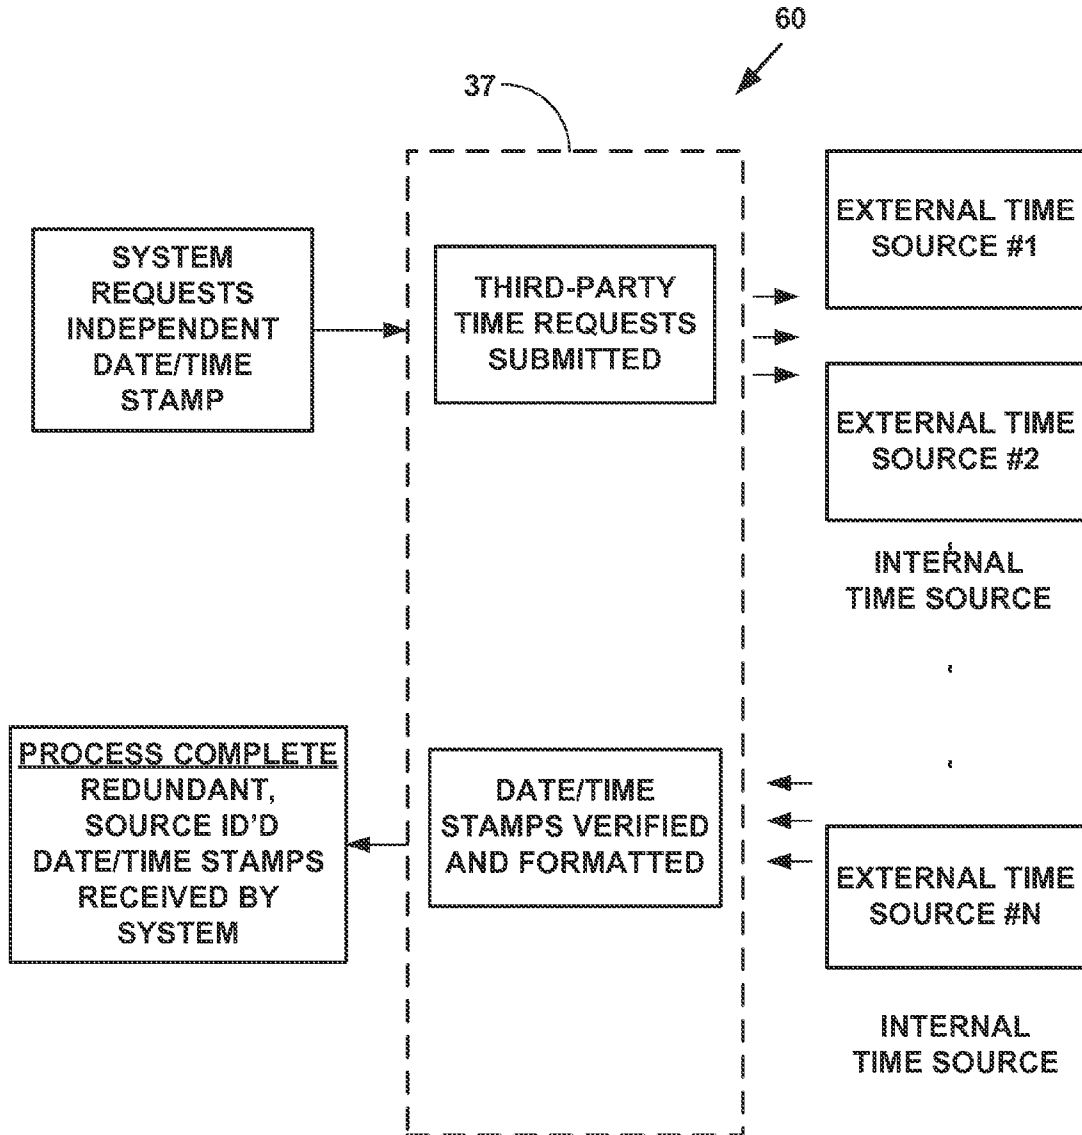 60
37
SYSTEM
REQUESTS
INDEPENDENT
DATE/TIME
STAMP
THIRD-PARTY
TIME REQUESTS
SUBMITTED
EXTERNAL TIME
SOURCE #1
EXTERNAL TIME
SOURCE #2
INTERNAL
TIME SOURCE
PROCESS COMPLETE
REDUNDANT,
SOURCE ID'D
DATE/TIME STAMPS
RECEIVED BY
SYSTEM
DATE/TIME
STAMPS VERIFIED
AND FORMATTED
EXTERNAL TIME
SOURCE #N
INTERNAL
TIME SOURCE